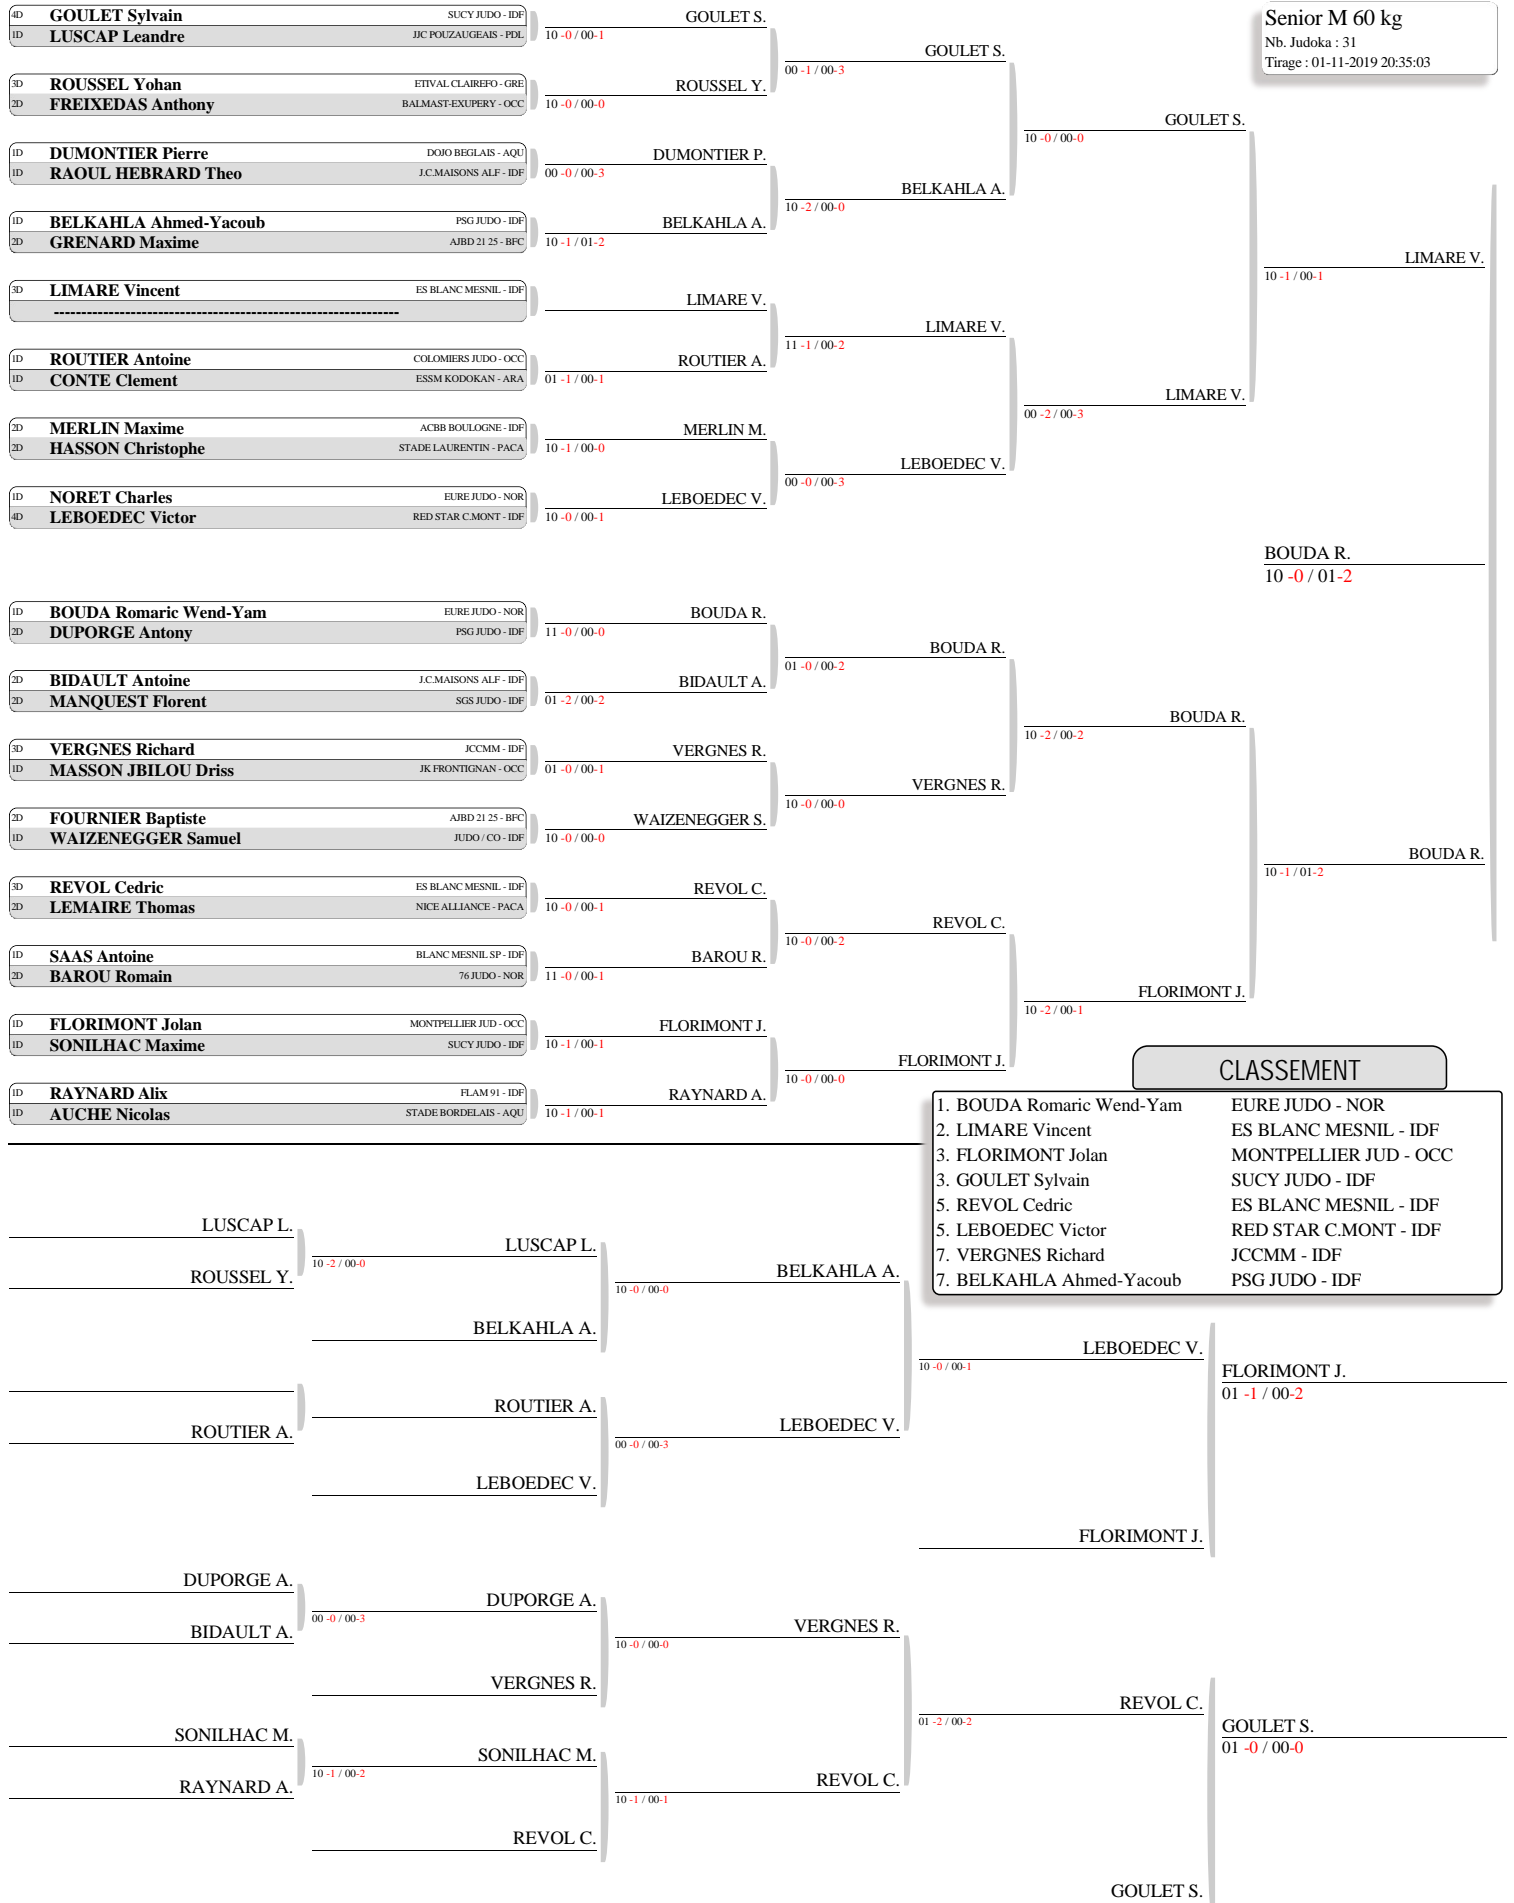 Senior M 60 kg
Nb. Judoka : 31
Tirage : 01-11-2019 20:35:03
4D GOULET Sylvain SUCY JUDO - IDF
1D LUSCAP Leandre JJC POUZAUGEAIS - PDL
3D ROUSSEL Yohan ETIVAL CLAIREFO - GRE
2D FREIXEDAS Anthony BALMAST-EXUPERY - OCC
1D DUMONTIER Pierre DOJO BEGLAIS - AQU
1D RAOUL HEBRARD Theo J.C.MAISONS ALF - IDF
1D BELKAHLA Ahmed-Yacoub PSG JUDO - IDF
2D GRENARD Maxime AJBD 21 25 - BFC
3D LIMARE Vincent ES BLANC MESNIL - IDF
----------------------------------------------------------------
1D ROUTIER Antoine COLOMIERS JUDO - OCC
1D CONTE Clement ESSM KODOKAN - ARA
2D MERLIN Maxime ACBB BOULOGNE - IDF
2D HASSON Christophe STADE LAURENTIN - PACA
1D NORET Charles EURE JUDO - NOR
4D LEBOEDEC Victor RED STAR C.MONT - IDF
1D BOUDA Romaric Wend-Yam EURE JUDO - NOR
2D DUPORGE Antony PSG JUDO - IDF
2D BIDAULT Antoine J.C.MAISONS ALF - IDF
2D MANQUEST Florent SGS JUDO - IDF
3D VERGNES Richard JCCMM - IDF
1D MASSON JBILOU Driss JK FRONTIGNAN - OCC
2D FOURNIER Baptiste AJBD 21 25 - BFC
1D WAIZENEGGER Samuel JUDO / CO - IDF
3D REVOL Cedric ES BLANC MESNIL - IDF
2D LEMAIRE Thomas NICE ALLIANCE - PACA
1D SAAS Antoine BLANC MESNIL SP - IDF
2D BAROU Romain 76 JUDO - NOR
1D FLORIMONT Jolan MONTPELLIER JUD - OCC
1D SONILHAC Maxime SUCY JUDO - IDF
1D RAYNARD Alix FLAM 91 - IDF
1D AUCHE Nicolas STADE BORDELAIS - AQU
GOULET S.
10 -0 / 00-1
ROUSSEL Y.
10 -0 / 00-0
DUMONTIER P.
00 -0 / 00-3
BELKAHLA A.
10 -1 / 01-2
LIMARE V.
ROUTIER A.
01 -1 / 00-1
MERLIN M.
10 -1 / 00-0
LEBOEDEC V.
10 -0 / 00-1
BOUDA R.
11 -0 / 00-0
BIDAULT A.
01 -2 / 00-2
VERGNES R.
01 -0 / 00-1
WAIZENEGGER S.
10 -0 / 00-0
REVOL C.
10 -0 / 00-1
BAROU R.
11 -0 / 00-1
FLORIMONT J.
10 -1 / 00-1
RAYNARD A.
10 -1 / 00-1
GOULET S.
00 -1 / 00-3
BELKAHLA A.
10 -2 / 00-0
LIMARE V.
11 -1 / 00-2
LEBOEDEC V.
00 -0 / 00-3
BOUDA R.
01 -0 / 00-2
VERGNES R.
10 -0 / 00-0
REVOL C.
10 -0 / 00-2
FLORIMONT J.
10 -0 / 00-0
GOULET S.
10 -0 / 00-0
LIMARE V.
00 -2 / 00-3
BOUDA R.
10 -2 / 00-2
FLORIMONT J.
10 -2 / 00-1
LIMARE V.
10 -1 / 00-1
BOUDA R.
10 -0 / 01-2
BOUDA R.
10 -1 / 01-2
CLASSEMENT
1. BOUDA Romaric Wend-Yam EURE JUDO - NOR
2. LIMARE Vincent ES BLANC MESNIL - IDF
3. FLORIMONT Jolan MONTPELLIER JUD - OCC
3. GOULET Sylvain SUCY JUDO - IDF
5. REVOL Cedric ES BLANC MESNIL - IDF
5. LEBOEDEC Victor RED STAR C.MONT - IDF
7. VERGNES Richard JCCMM - IDF
7. BELKAHLA Ahmed-Yacoub PSG JUDO - IDF
LUSCAP L.
ROUSSEL Y.
ROUTIER A.
DUPORGE A.
BIDAULT A.
SONILHAC M.
RAYNARD A.
LUSCAP L.
10 -2 / 00-0
BELKAHLA A.
ROUTIER A.
LEBOEDEC V.
DUPORGE A.
00 -0 / 00-3
VERGNES R.
SONILHAC M.
10 -1 / 00-2
REVOL C.
BELKAHLA A.
10 -0 / 00-0
LEBOEDEC V.
00 -0 / 00-3
VERGNES R.
10 -0 / 00-0
REVOL C.
10 -1 / 00-1
LEBOEDEC V.
10 -0 / 00-1
FLORIMONT J.
REVOL C.
01 -2 / 00-2
GOULET S.
FLORIMONT J.
01 -1 / 00-2
GOULET S.
01 -0 / 00-0